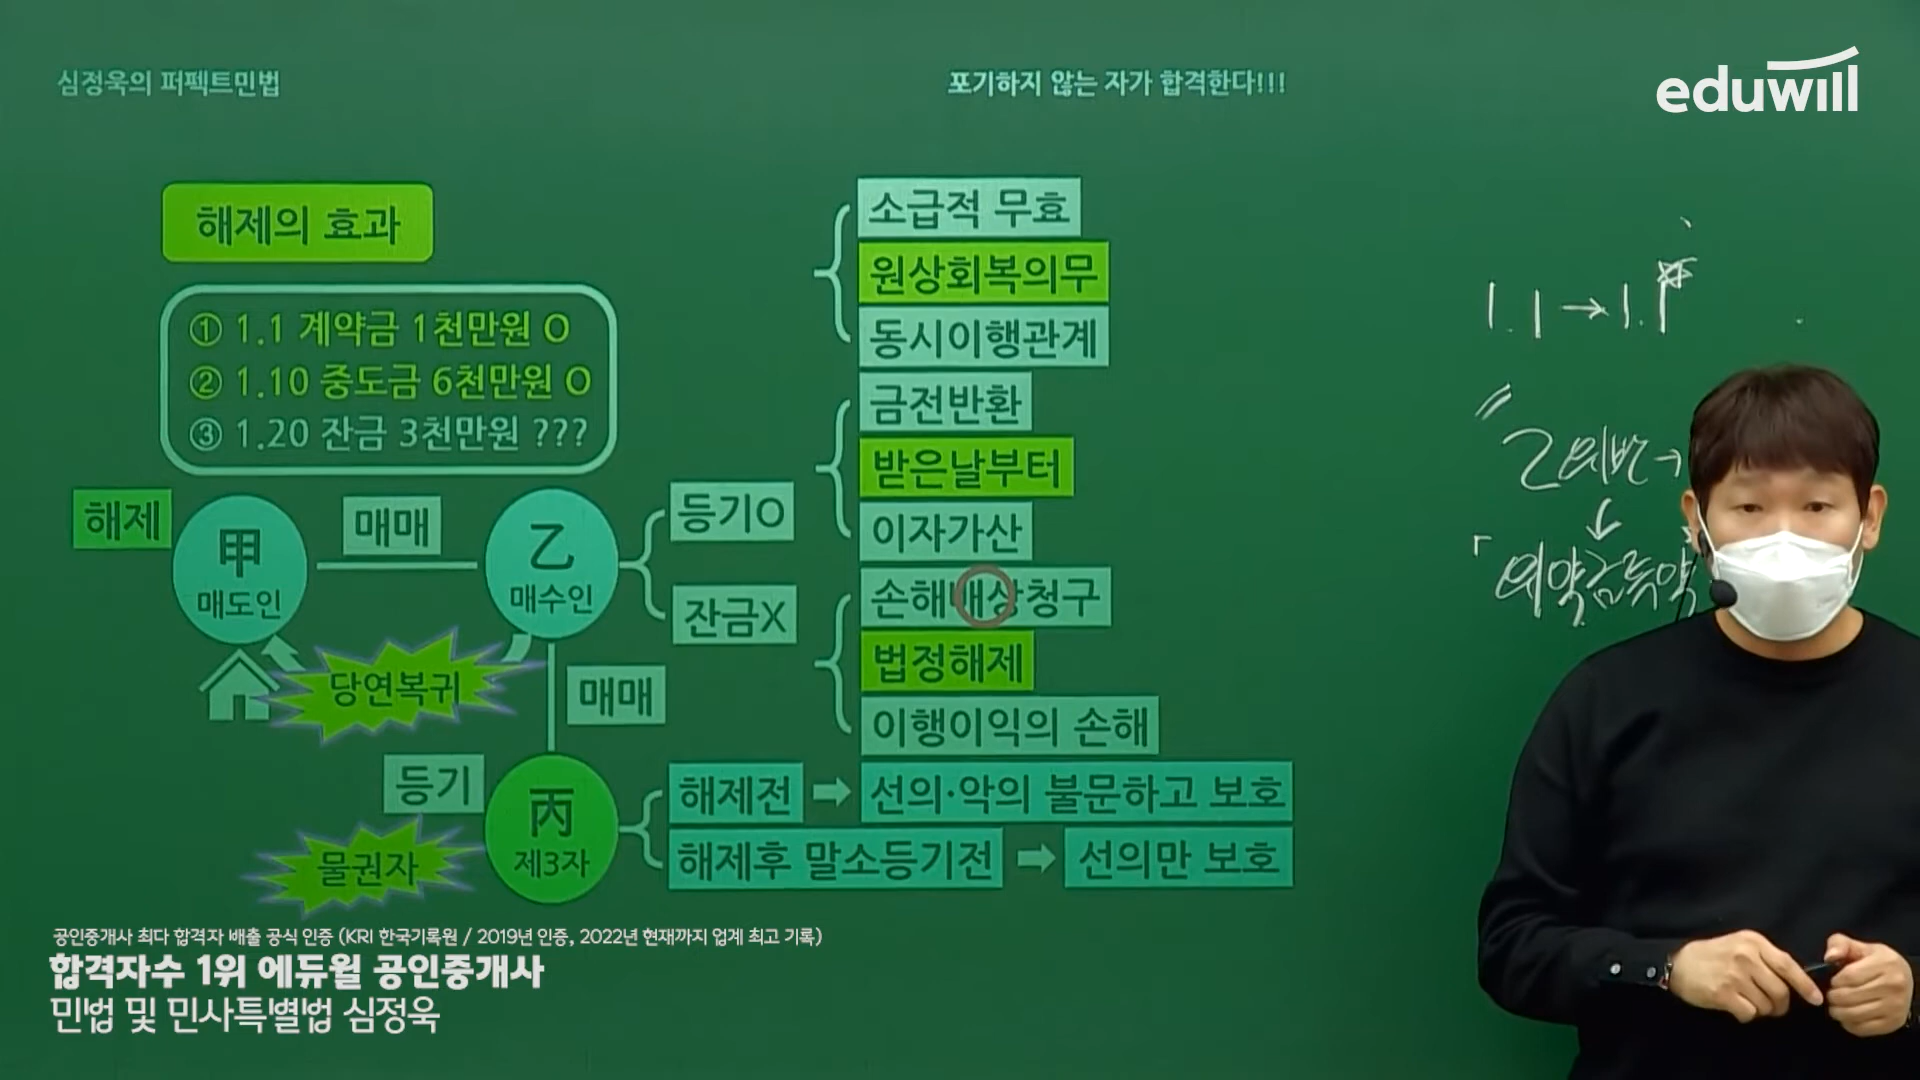 심정욱의 퍼펙트민법
포기하지 않는 자가 합격한다!!!
eduwill
해제의 효과
① 1.1 계약금 1천만원 O
② 1.10 중도금 6천만원 O
③ 1.20 잔금 3천만원 ???
해제
甲
매도인
매매
乙
매수인
당연복귀
매매
등기O
잔금X
소급적 무효
원상회복의무
동시이행관계
금전반환
받은날부터
이자가산
손해배상청구
법정해제
이행이익의 손해
등기
丙
제3자
물권자
해제전 → 선의·악의 불문하고 보호
해제후 말소등기전 → 선의만 보호
1.1 → 1.1
乙 위반 →
위약금특약
공인중개사 최다 합격자 배출 공식 인증 (KRI 한국기록원 / 2019년 인증, 2022년 현재까지 업계 최고 기록)
합격자수 1위 에듀윌 공인중개사
민법 및 민사특별법 심정욱